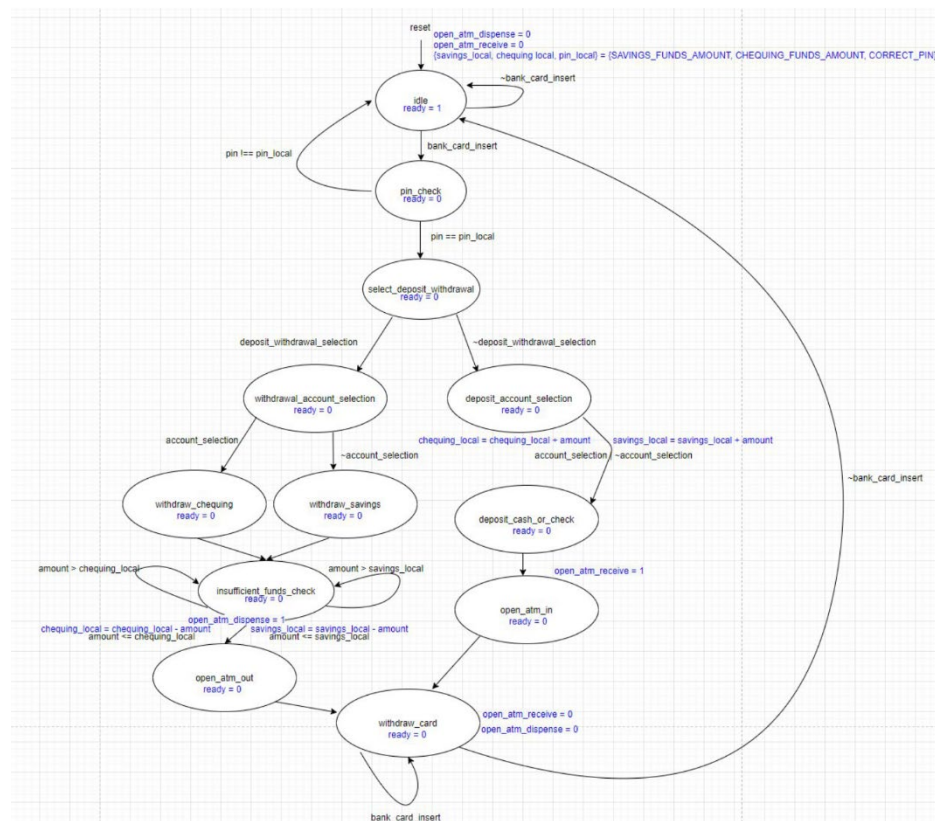 reset
open_atm_dispense = 0
open_atm_receive = 0
{savings_local, chequing local, pin_local} = {SAVINGS_FUNDS_AMOUNT, CHEQUING_FUNDS_AMOUNT, CORRECT_PIN}
~bank_card_insert
idle
ready = 1
bank_card_insert
pin !== pin_local
pin_check
ready = 0
pin == pin_local
select_deposit_withdrawal
ready = 0
deposit_withdrawal_selection
~deposit_withdrawal_selection
withdrawal_account_selection
ready = 0
deposit_account_selection
ready = 0
account_selection
~account_selection
chequing_local = chequing_local + amount
savings_local = savings_local + amount
account_selection
~account_selection
~bank_card_insert
withdraw_chequing
ready = 0
withdraw_savings
ready = 0
deposit_cash_or_check
ready = 0
amount > chequing_local
amount > savings_local
open_atm_receive = 1
insufficient_funds_check
ready = 0
open_atm_dispense = 1
chequing_local = chequing_local - amount
savings_local = savings_local - amount
amount <= chequing_local
amount <= savings_local
open_atm_in
ready = 0
open_atm_out
ready = 0
withdraw_card
ready = 0
open_atm_receive = 0
open_atm_dispense = 0
bank_card_insert